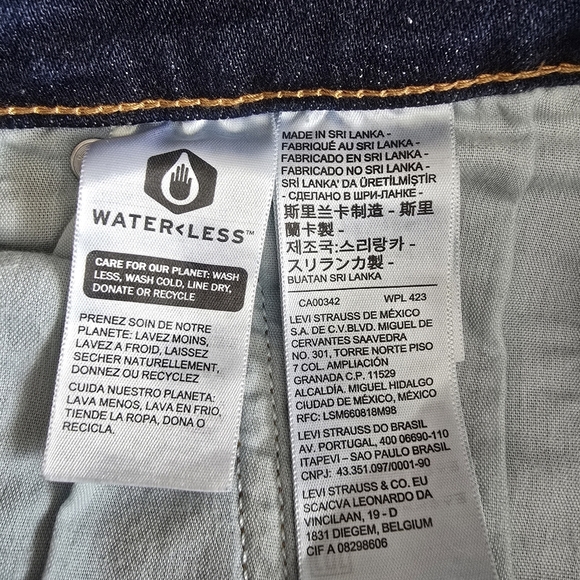 WATER<LESS™
CARE FOR OUR PLANET: WASH
LESS, WASH COLD, LINE DRY,
DONATE OR RECYCLE
PRENEZ SOIN DE NOTRE
PLANETE: LAVEZ MOINS,
LAVEZ A FROID, LAISSEZ
SECHER NATURELLEMENT,
DONNEZ OU RECYCLEZ
CUIDA NUESTRO PLANETA:
LAVA MENOS, LAVA EN FRIO,
TIENDE LA ROPA, DONA O
RECICLA.
MADE IN SRI LANKA -
FABRIQUÉ AU SRI LANKA -
FABRICADO EN SRI LANKA -
FABRICADO NO SRI LANKA -
SRİ LANKA' DA ÜRETİLMİŞTİR
- СДЕЛАНО В ШРИ-ЛАНКЕ -
斯里兰卡制造 - 斯里
蘭卡製 -
제조국:스리랑카 -
スリランカ製 -
BUATAN SRI LANKA
CA00342 WPL 423
LEVI STRAUSS DE MÉXICO
S.A. DE C.V.BLVD. MIGUEL DE
CERVANTES SAAVEDRA
NO. 301, TORRE NORTE PISO
7 COL. AMPLIACIÓN
GRANADA C.P. 11529
ALCALDÍA. MIGUEL HIDALGO
CIUDAD DE MÉXICO, MÉXICO
RFC: LSM660818M98
LEVI STRAUSS DO BRASIL
AV. PORTUGAL, 400 06690-110
ITAPEVI – SAO PAULO BRASIL
CNPJ: 43.351.097/0001-90
LEVI STRAUSS & CO. EU
SCA/CVA LEONARDO DA
VINCILAAN, 19 - D
1831 DIEGEM, BELGIUM
CIF A 08298606